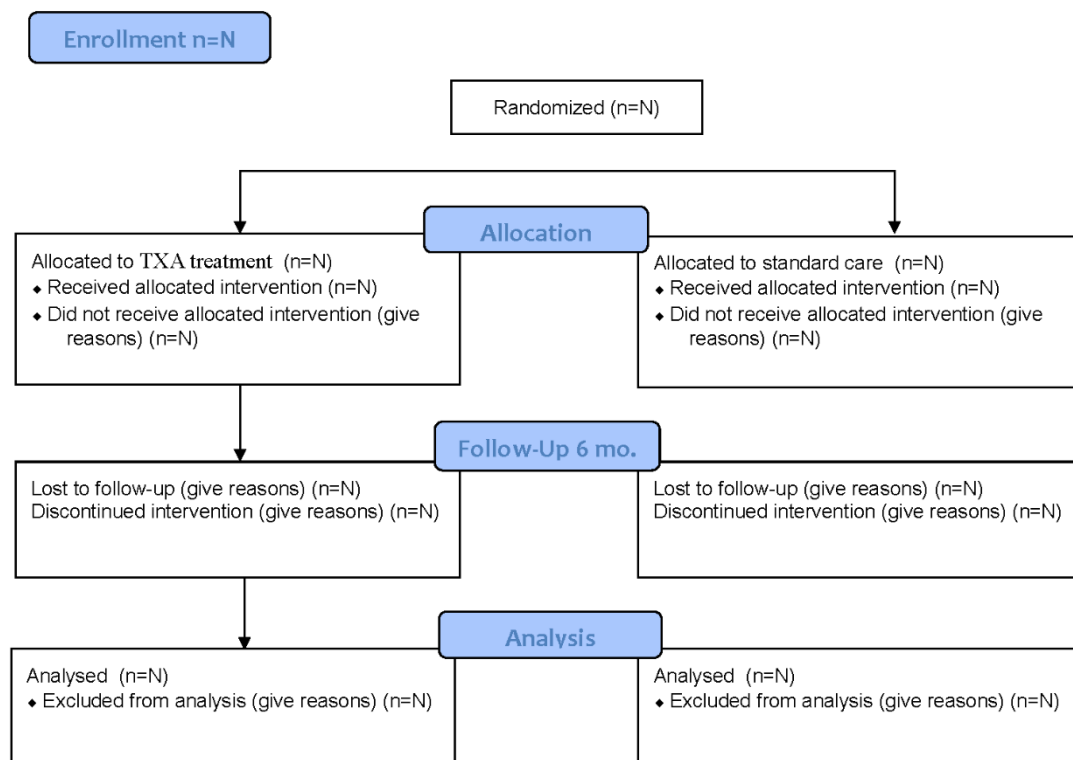 Enrollment n=N
Randomized (n=N)
Allocation
Allocated to TXA treatment (n=N)
◆ Received allocated intervention (n=N)
◆ Did not receive allocated intervention (give
reasons) (n=N)
Allocated to standard care (n=N)
◆ Received allocated intervention (n=N)
◆ Did not receive allocated intervention (give
reasons) (n=N)
Follow-Up 6 mo.
Lost to follow-up (give reasons) (n=N)
Discontinued intervention (give reasons) (n=N)
Lost to follow-up (give reasons) (n=N)
Discontinued intervention (give reasons) (n=N)
Analysis
Analysed (n=N)
◆ Excluded from analysis (give reasons) (n=N)
Analysed (n=N)
◆ Excluded from analysis (give reasons) (n=N)